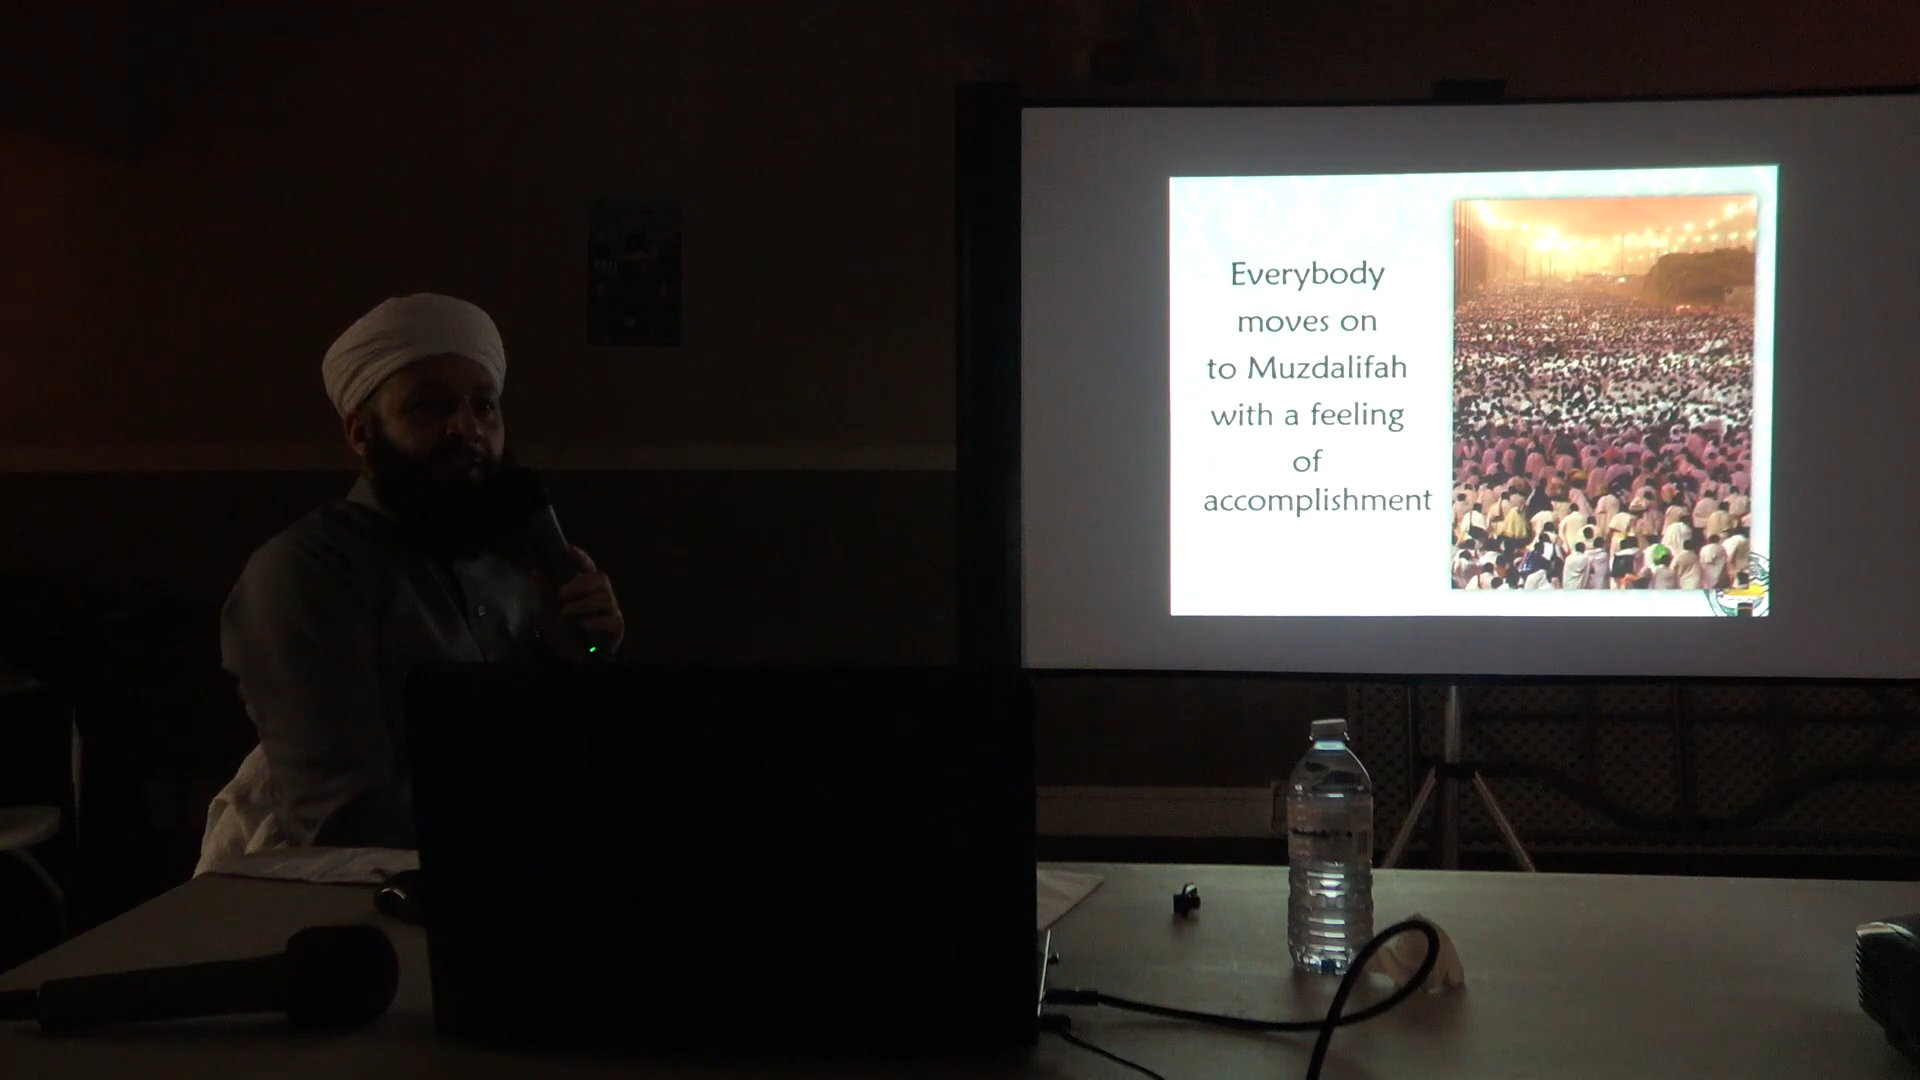 Everybody
moves on
to Muzdalifah
with a feeling
of
accomplishment